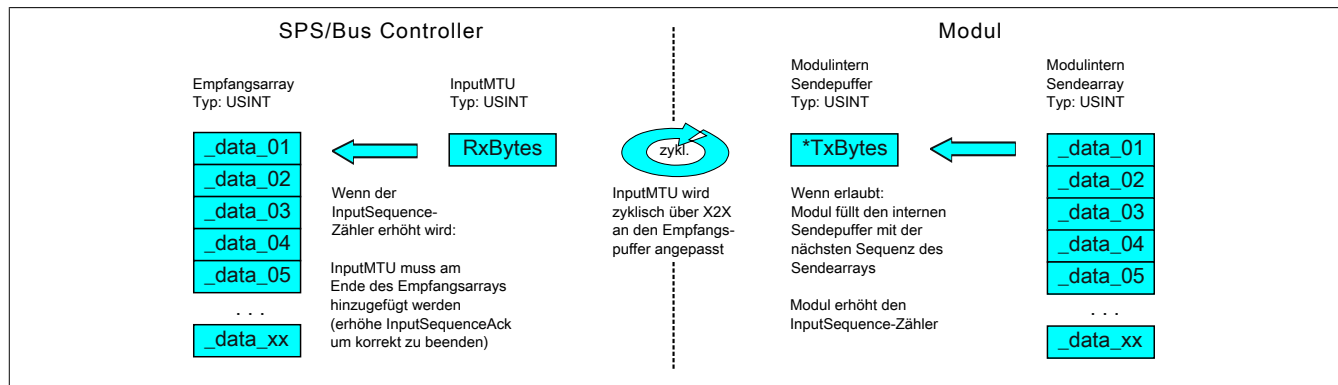 SPS/Bus Controller
Modul
Empfangsarray
Typ: USINT
InputMTU
Typ: USINT
Modulintern
Sendepuffer
Typ: USINT
Modulintern
Sendearray
Typ: USINT
_data_01
_data_02
_data_03
_data_04
_data_05
. . .
_data_xx
RxBytes
Wenn der
InputSequence-
Zähler erhöht wird:
InputMTU muss am
Ende des Empfangsarrays
hinzugefügt werden
(erhöhe InputSequenceAck
um korrekt zu beenden)
zykl.
InputMTU wird
zyklisch über X2X
an den Empfangs-
puffer angepasst
*TxBytes
Wenn erlaubt:
Modul füllt den internen
Sendepuffer mit der
nächsten Sequenz des
Sendearrays
Modul erhöht den
InputSequence-Zähler
_data_01
_data_02
_data_03
_data_04
_data_05
. . .
_data_xx